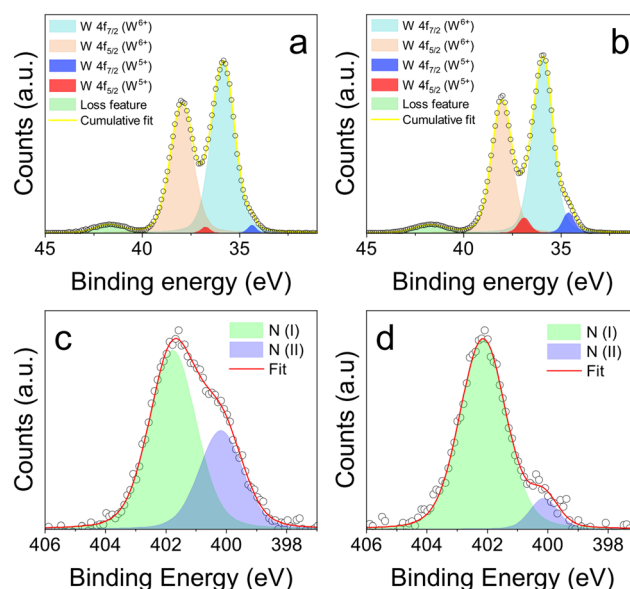 W 4f7/2 (W6+)
W 4f5/2 (W6+)
W 4f7/2 (W5+)
W 4f5/2 (W5+)
Loss feature
Cumulative fit
a
Counts (a.u.)
45
40
35
Binding energy (eV)
W 4f7/2 (W6+)
W 4f5/2 (W6+)
W 4f7/2 (W5+)
W 4f5/2 (W5+)
Loss feature
Cumulative fit
b
Counts (a.u.)
45
40
35
Binding energy (eV)
c
N (I)
N (II)
Fit
Counts (a.u.)
406
404
402
400
398
Binding Energy (eV)
d
N (I)
N (II)
Fit
Counts (a.u)
406
404
402
400
398
Binding Energy (eV)